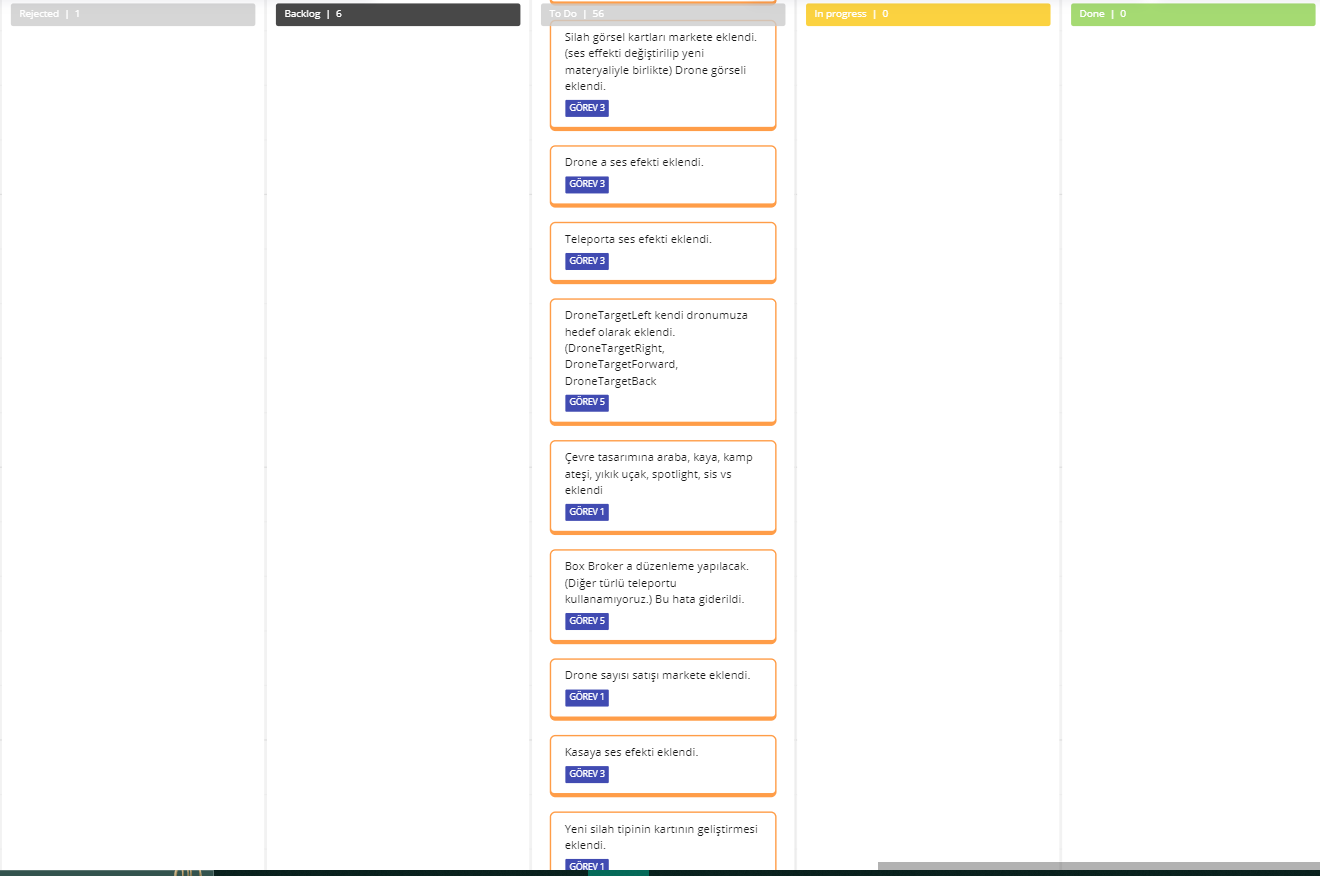 Rejected | 1
Backlog | 6
To Do | 56
In progress | 0
Done | 0
Silah görsel kartları markete eklendi.
(ses effekti değiştirilip yeni
materyaliyle birlikte) Drone görseli
eklendi.
GÖREV 3
Drone a ses efekti eklendi.
GÖREV 3
Teleporta ses efekti eklendi.
GÖREV 3
DroneTargetLeft kendi dronumuza
hedef olarak eklendi.
(DroneTargetRight,
DroneTargetForward,
DroneTargetBack
GÖREV 5
Çevre tasarımına araba, kaya, kamp
ateşi, yıkık uçak, spotlight, sis vs
eklendi
GÖREV 1
Box Broker a düzenleme yapılacak.
(Diğer türlü teleportu
kullanamıyoruz.) Bu hata giderildi.
GÖREV 5
Drone sayısı satışı markete eklendi.
GÖREV 1
Kasaya ses efekti eklendi.
GÖREV 3
Yeni silah tipinin kartının geliştirmesi
eklendi.
GÖREV 1